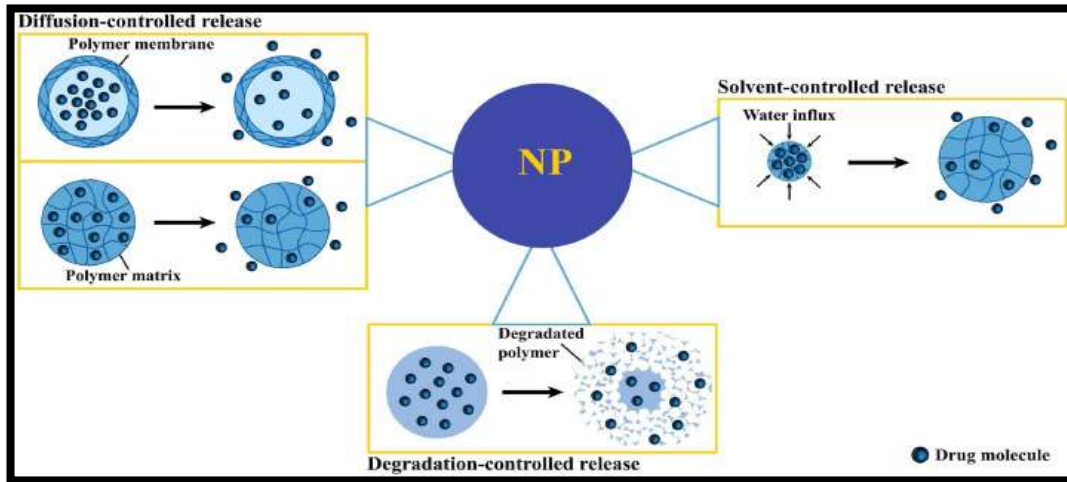 Diffusion-controlled release
Polymer membrane
Polymer matrix
NP
Solvent-controlled release
Water influx
Degraded
polymer
Degradation-controlled release
Drug molecule